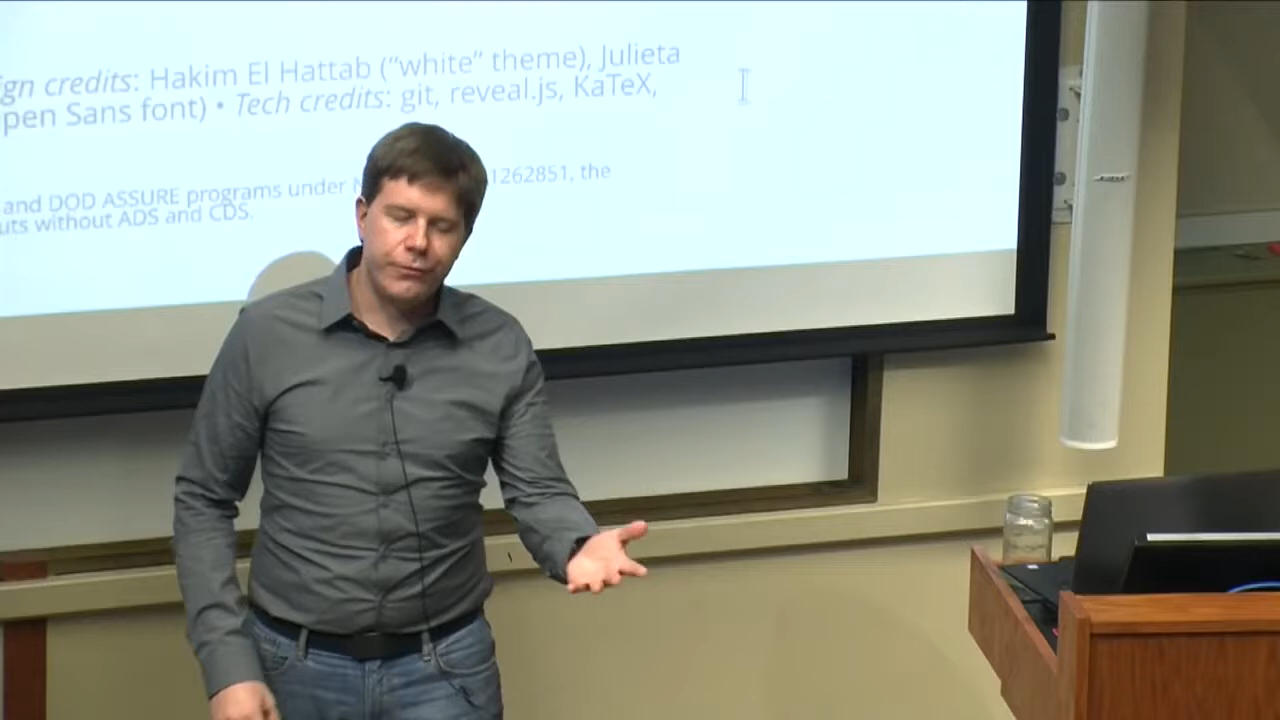 ign credits: Hakim El Hattab (“white” theme), Julieta
pen Sans font) • Tech credits: git, reveal.js, KaTeX,
and DOD ASSURE programs under 1262851, the
uts without ADS and CDS.
BOSE